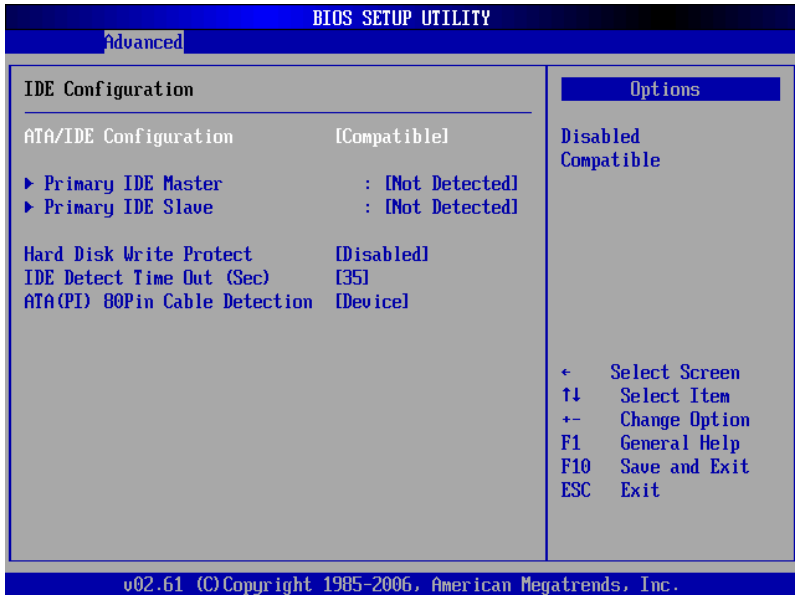 BIOS SETUP UTILITY
Advanced
IDE Configuration
ATA/IDE Configuration [Compatible]
▶ Primary IDE Master : [Not Detected]
▶ Primary IDE Slave : [Not Detected]
Hard Disk Write Protect [Disabled]
IDE Detect Time Out (Sec) [35]
ATA(PI) 80Pin Cable Detection [Device]
Options
Disabled
Compatible
← Select Screen
↑↓ Select Item
+- Change Option
F1 General Help
F10 Save and Exit
ESC Exit
v02.61 (C)Copyright 1985-2006, American Megatrends, Inc.